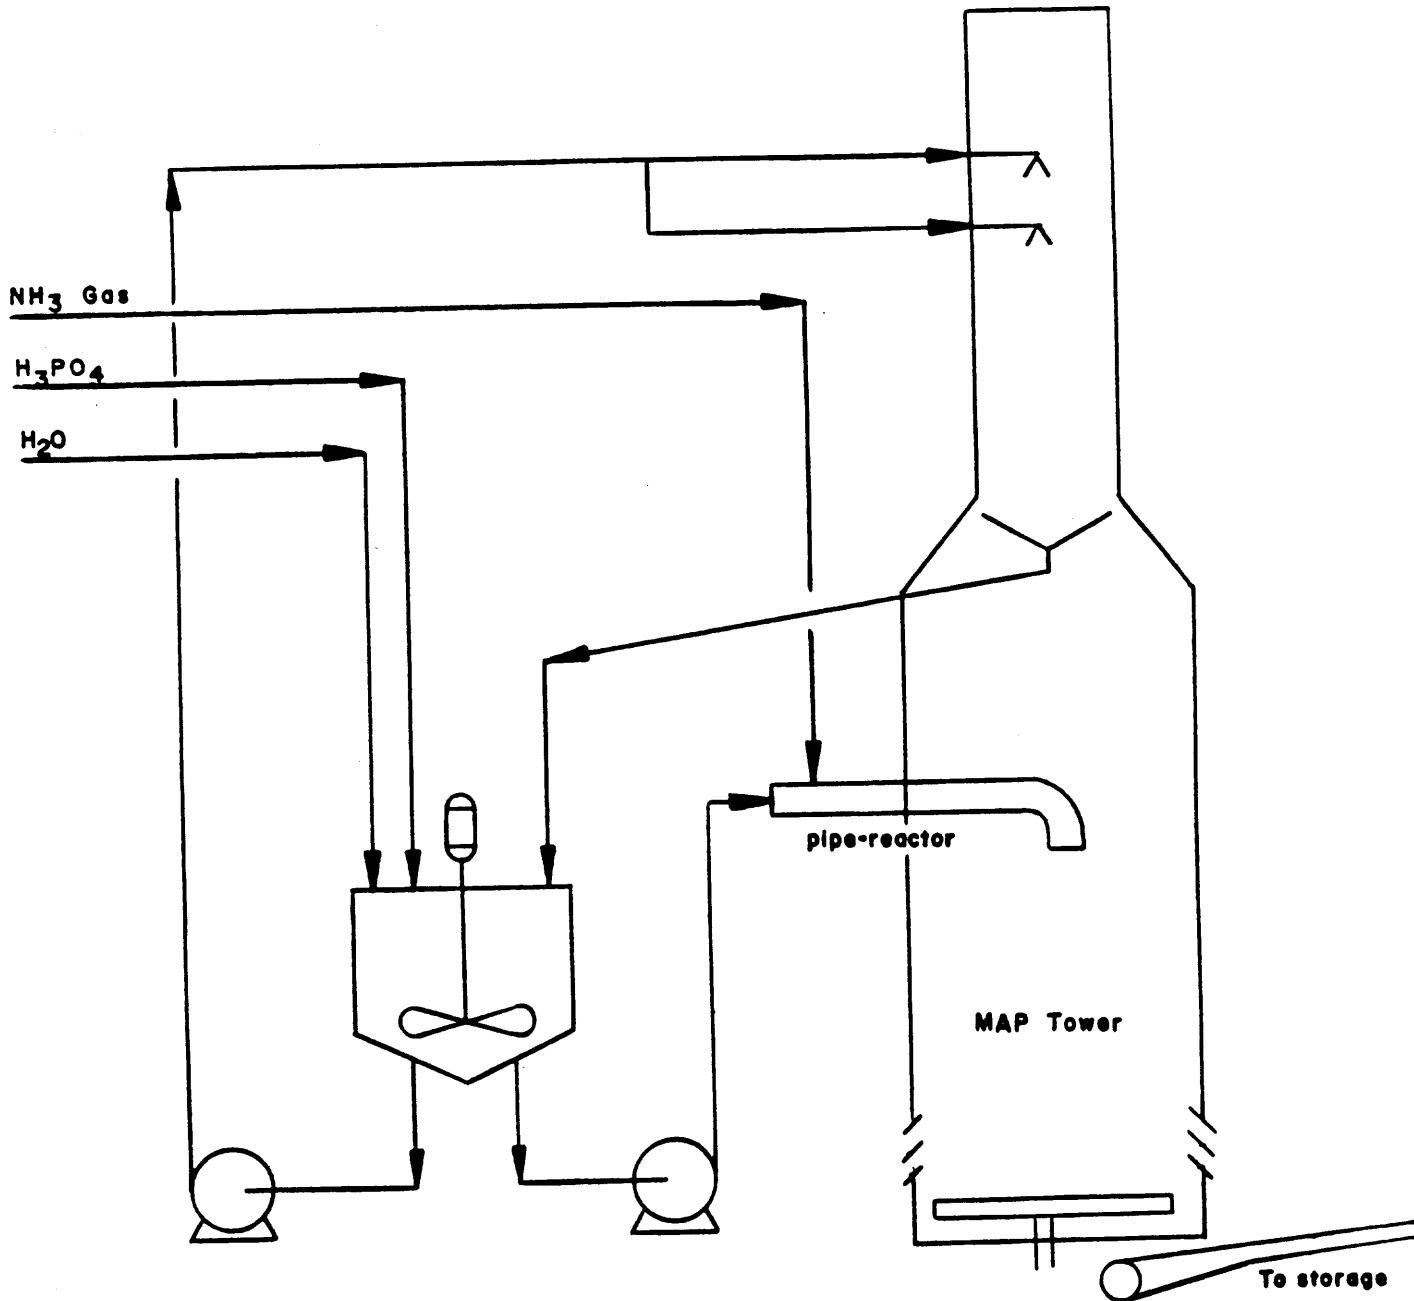 NH3 Gas
H3PO4
H2O
pipe-reactor
MAP Tower
To storage